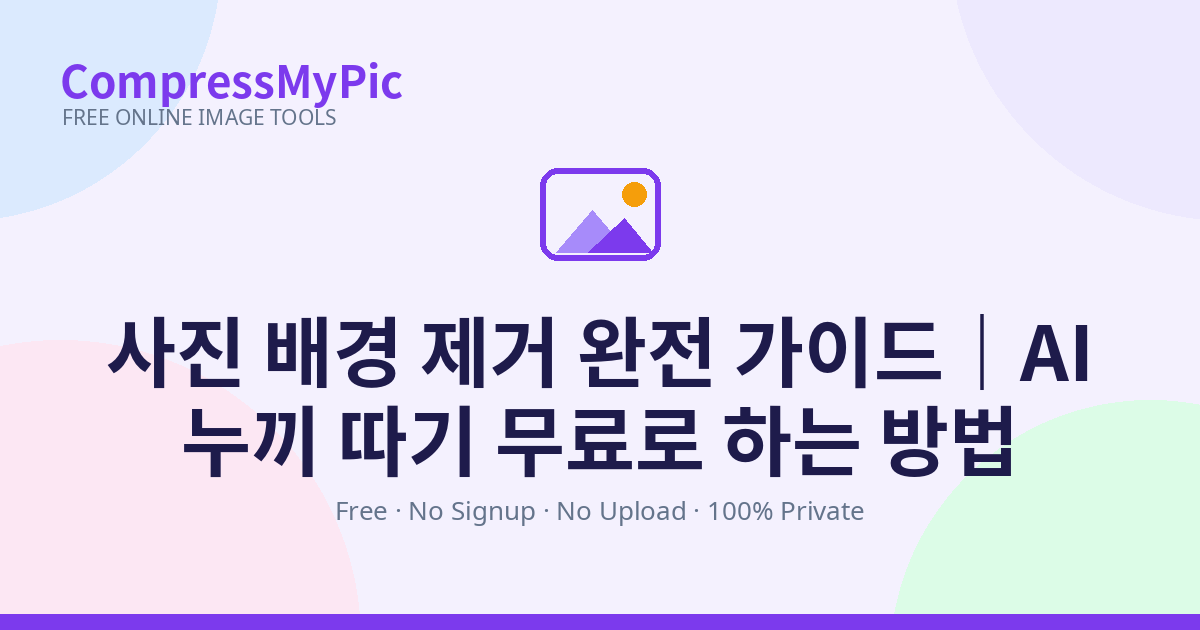 CompressMyPic
FREE ONLINE IMAGE TOOLS
사진 배경 제거 완전 가이드｜AI
누끼 따기 무료로 하는 방법
Free · No Signup · No Upload · 100% Private